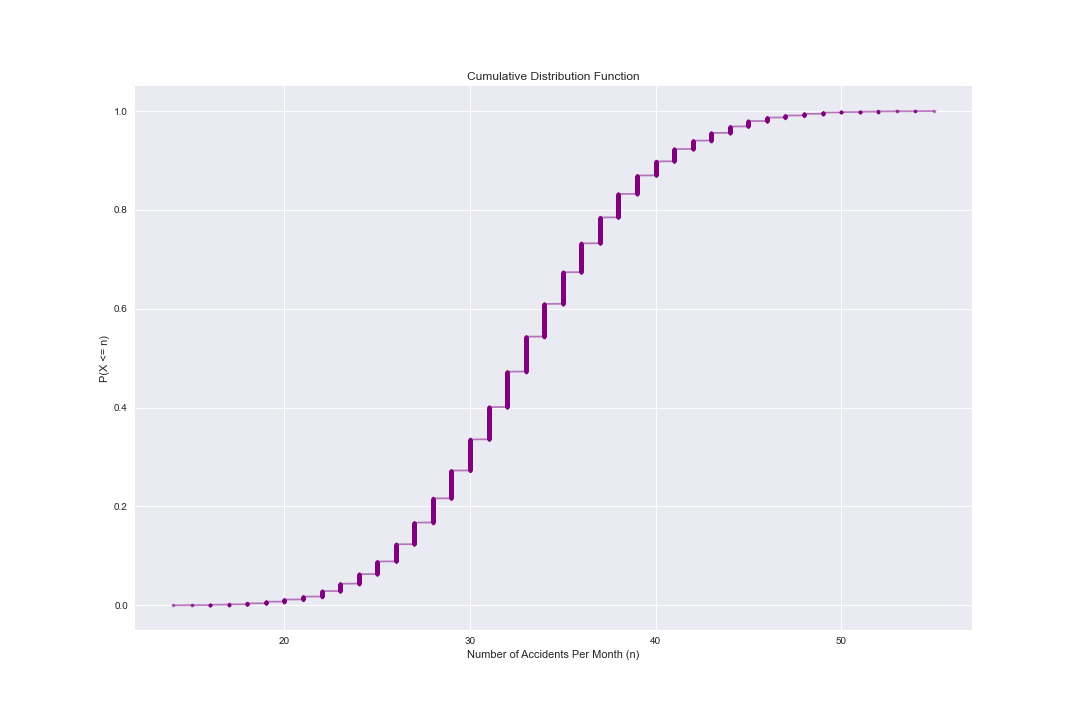 Cumulative Distribution Function
1.0
0.8
0.6
0.4
0.2
0.0
P(X <= n)
20 30 40 50
Number of Accidents Per Month (n)